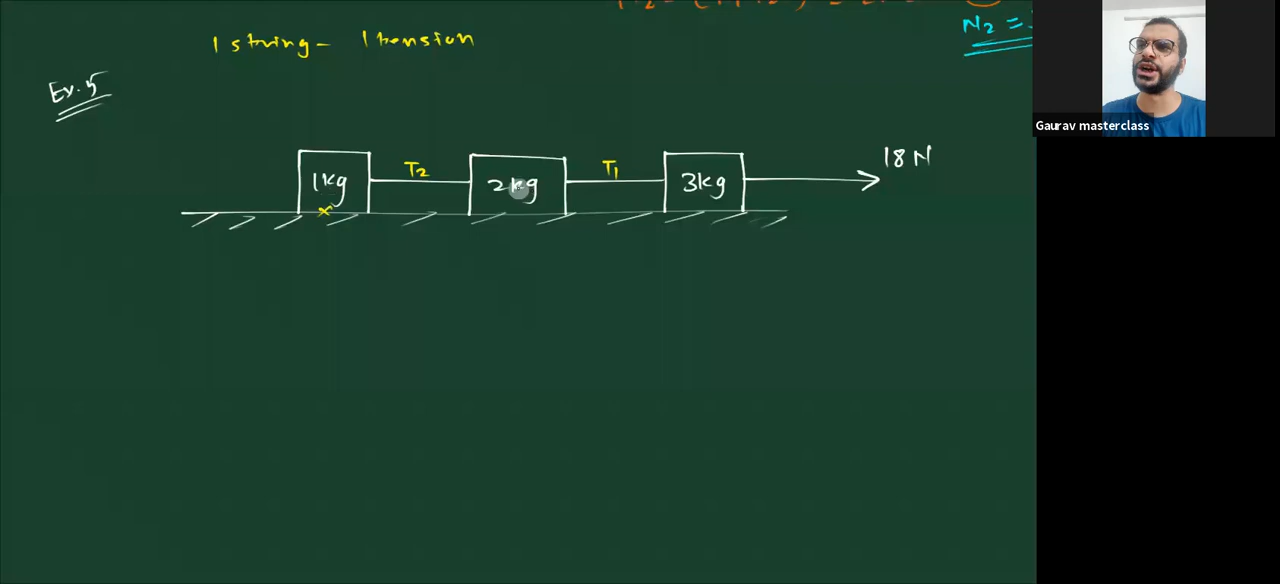 N₂ =
1 string - 1 tension
Ex. 5
Gaurav masterclass
18 N
1kg T₂ 2kg T₁ 3kg